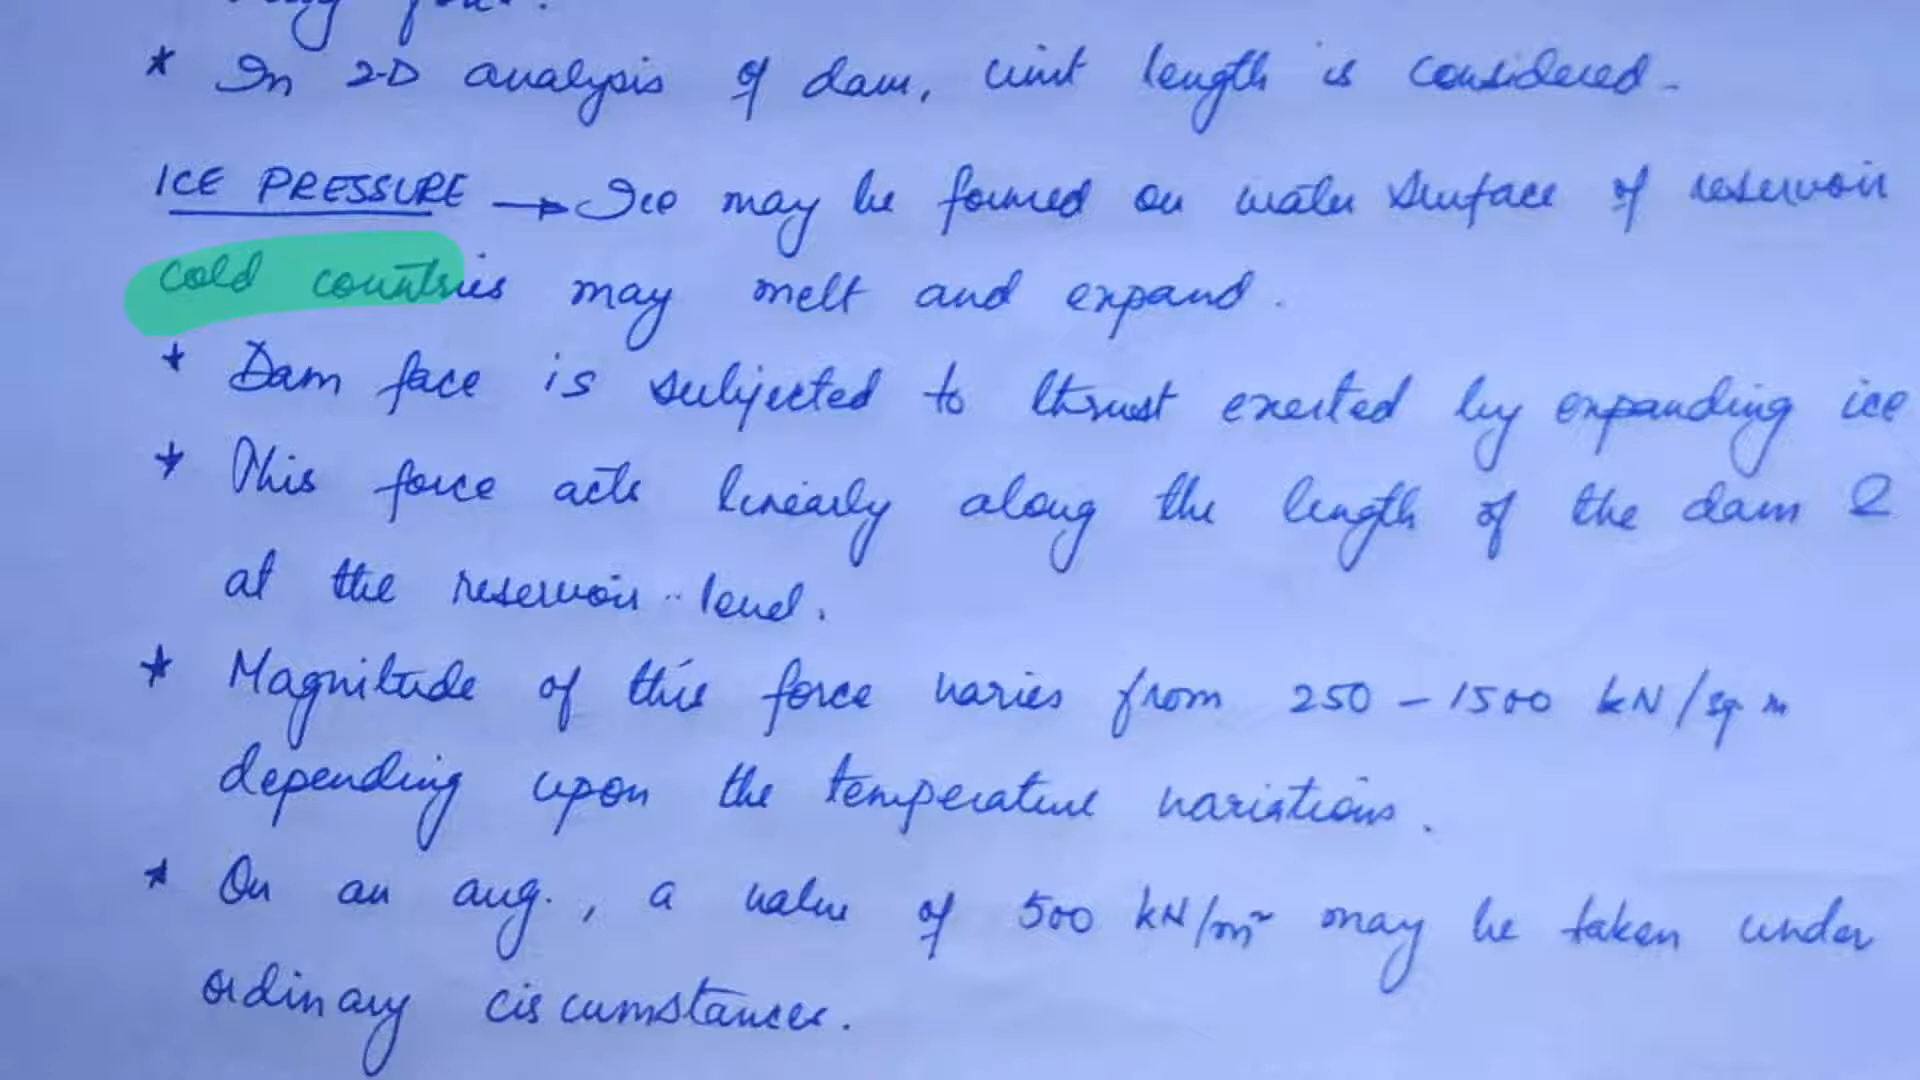 * In 2-D analysis of dam, unit length is considered.
ICE PRESSURE → Ice may be formed on water surface of reservoir
cold countries may melt and expand.
* Dam face is subjected to thrust exerted by expanding ice
* This force acts linearly along the length of the dam &
at the reservoir level.
* Magnitude of this force varies from 250 - 1500 kN/sq m
depending upon the temperature variations.
* On an avg., a value of 500 kN/m² may be taken under
ordinary circumstances.